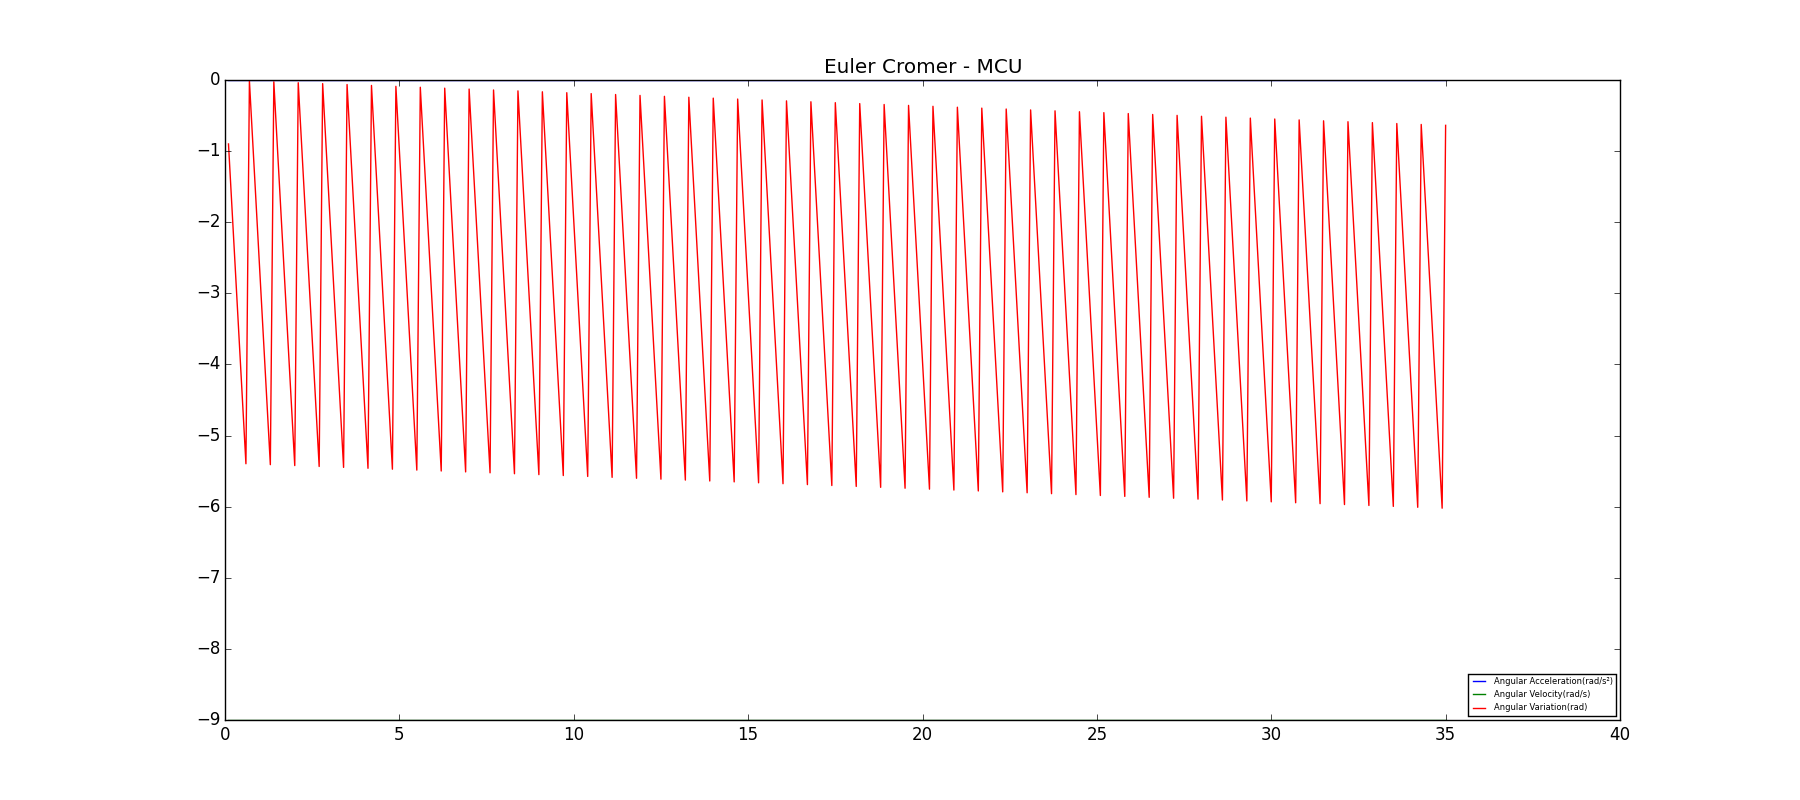 Euler Cromer - MCU
0
−1
−2
−3
−4
−5
−6
−7
−8
−9
0 5 10 15 20 25 30 35 40
Angular Acceleration(rad/s²)
Angular Velocity(rad/s)
Angular Variation(rad)